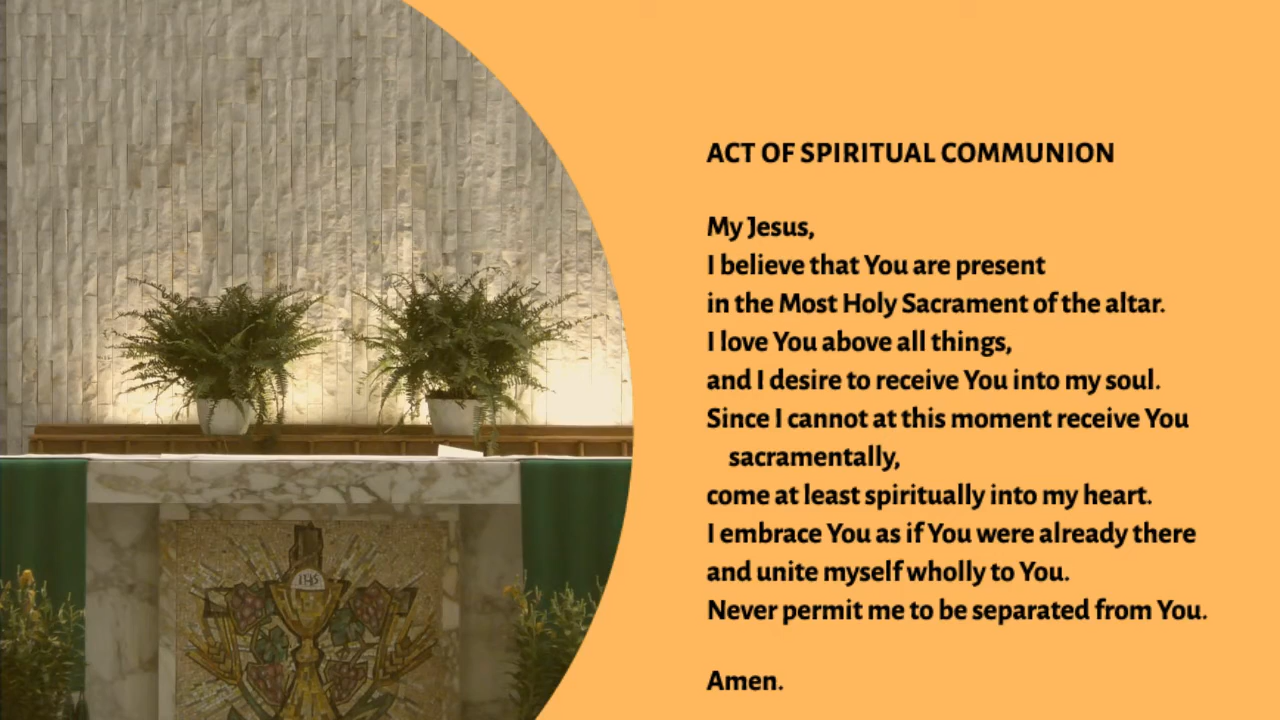 ACT OF SPIRITUAL COMMUNION
My Jesus,
I believe that You are present
in the Most Holy Sacrament of the altar.
I love You above all things,
and I desire to receive You into my soul.
Since I cannot at this moment receive You
sacramentally,
come at least spiritually into my heart.
I embrace You as if You were already there
and unite myself wholly to You.
Never permit me to be separated from You.
Amen.
IHS